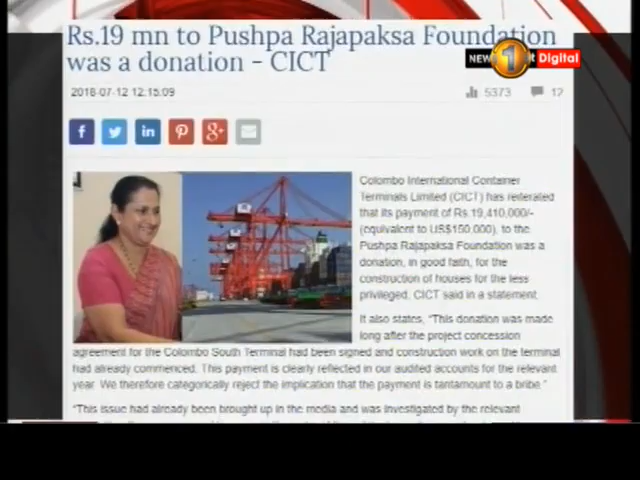 Rs.19 mn to Pushpa Rajapaksa Foundation
was a donation - CICT
NEWS 1st Digital
2018-07-12 12:15:09
5373
12
Colombo International Container
Terminals Limited (CICT) has reiterated
that its payment of Rs.19,410,000/-
(equivalent to US$150,000), to the
Pushpa Rajapaksa Foundation was a
donation, in good faith, for the
construction of houses for the less
privileged, CICT said in a statement.
It also states, "This donation was made
long after the project concession
agreement for the Colombo South Terminal had been signed and construction work on the terminal
had already commenced. This payment is clearly reflected in our audited accounts for the relevant
year. We therefore categorically reject the implication that the payment is tantamount to a bribe."
"This issue had already been brought up in the media and was investigated by the relevant